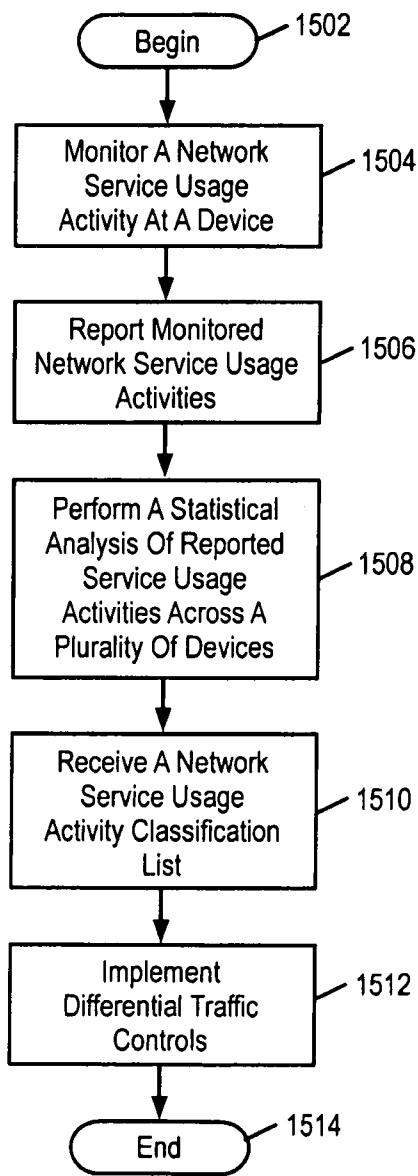 Begin
1502
Monitor A Network
Service Usage
Activity At A Device
1504
Report Monitored
Network Service Usage
Activities
1506
Perform A Statistical
Analysis Of Reported
Service Usage
Activities Across A
Plurality Of Devices
1508
Receive A Network
Service Usage
Activity Classification
List
1510
Implement
Differential Traffic
Controls
1512
End
1514